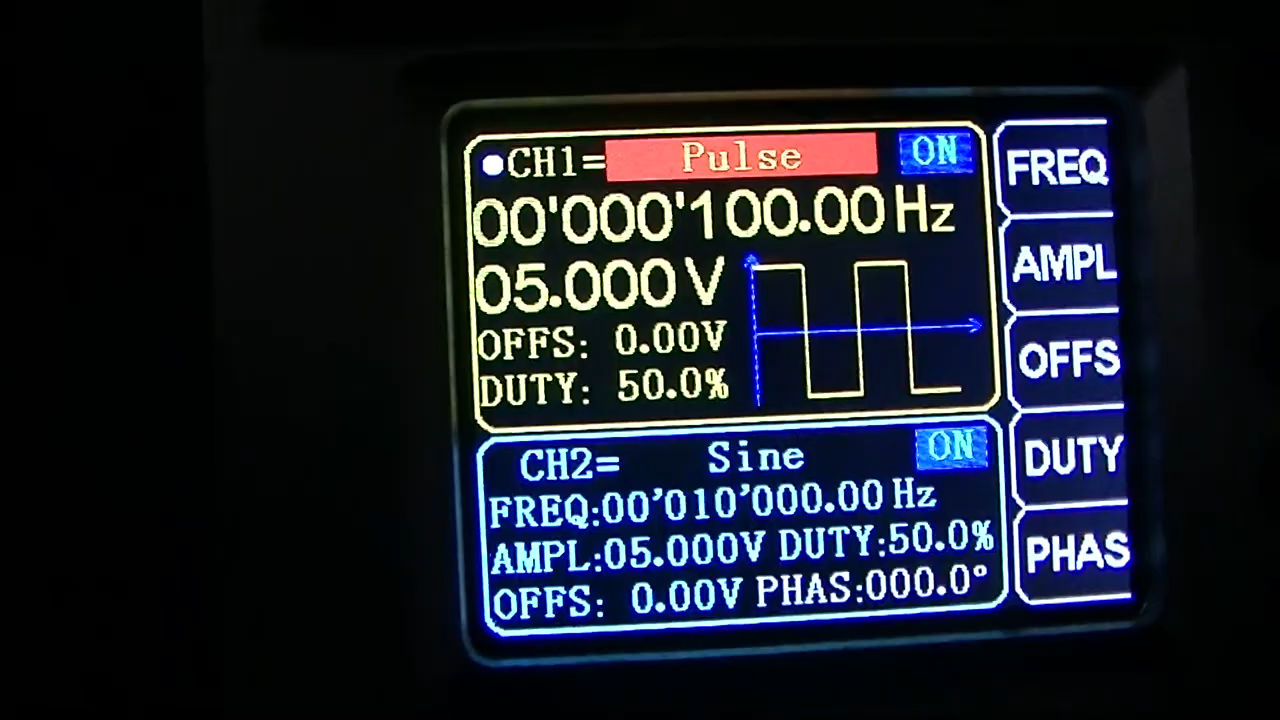 ●CH1= Pulse ON
00'000'100.00 Hz
05.000 V
OFFS: 0.00V
DUTY: 50.0%
CH2= Sine ON
FREQ:00'010'000.00 Hz
AMPL:05.000V DUTY:50.0%
OFFS: 0.00V PHAS:000.0°
FREQ
AMPL
OFFS
DUTY
PHAS